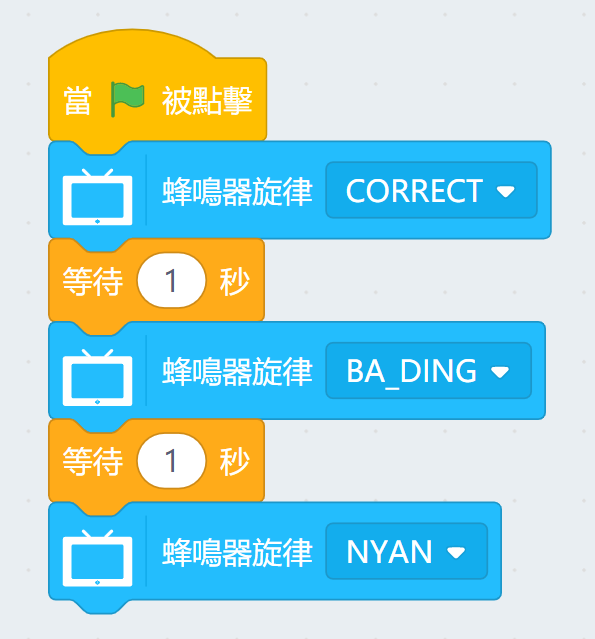 當 被點擊
蜂鳴器旋律 CORRECT
等待 1 秒
蜂鳴器旋律 BA_DING
等待 1 秒
蜂鳴器旋律 NYAN